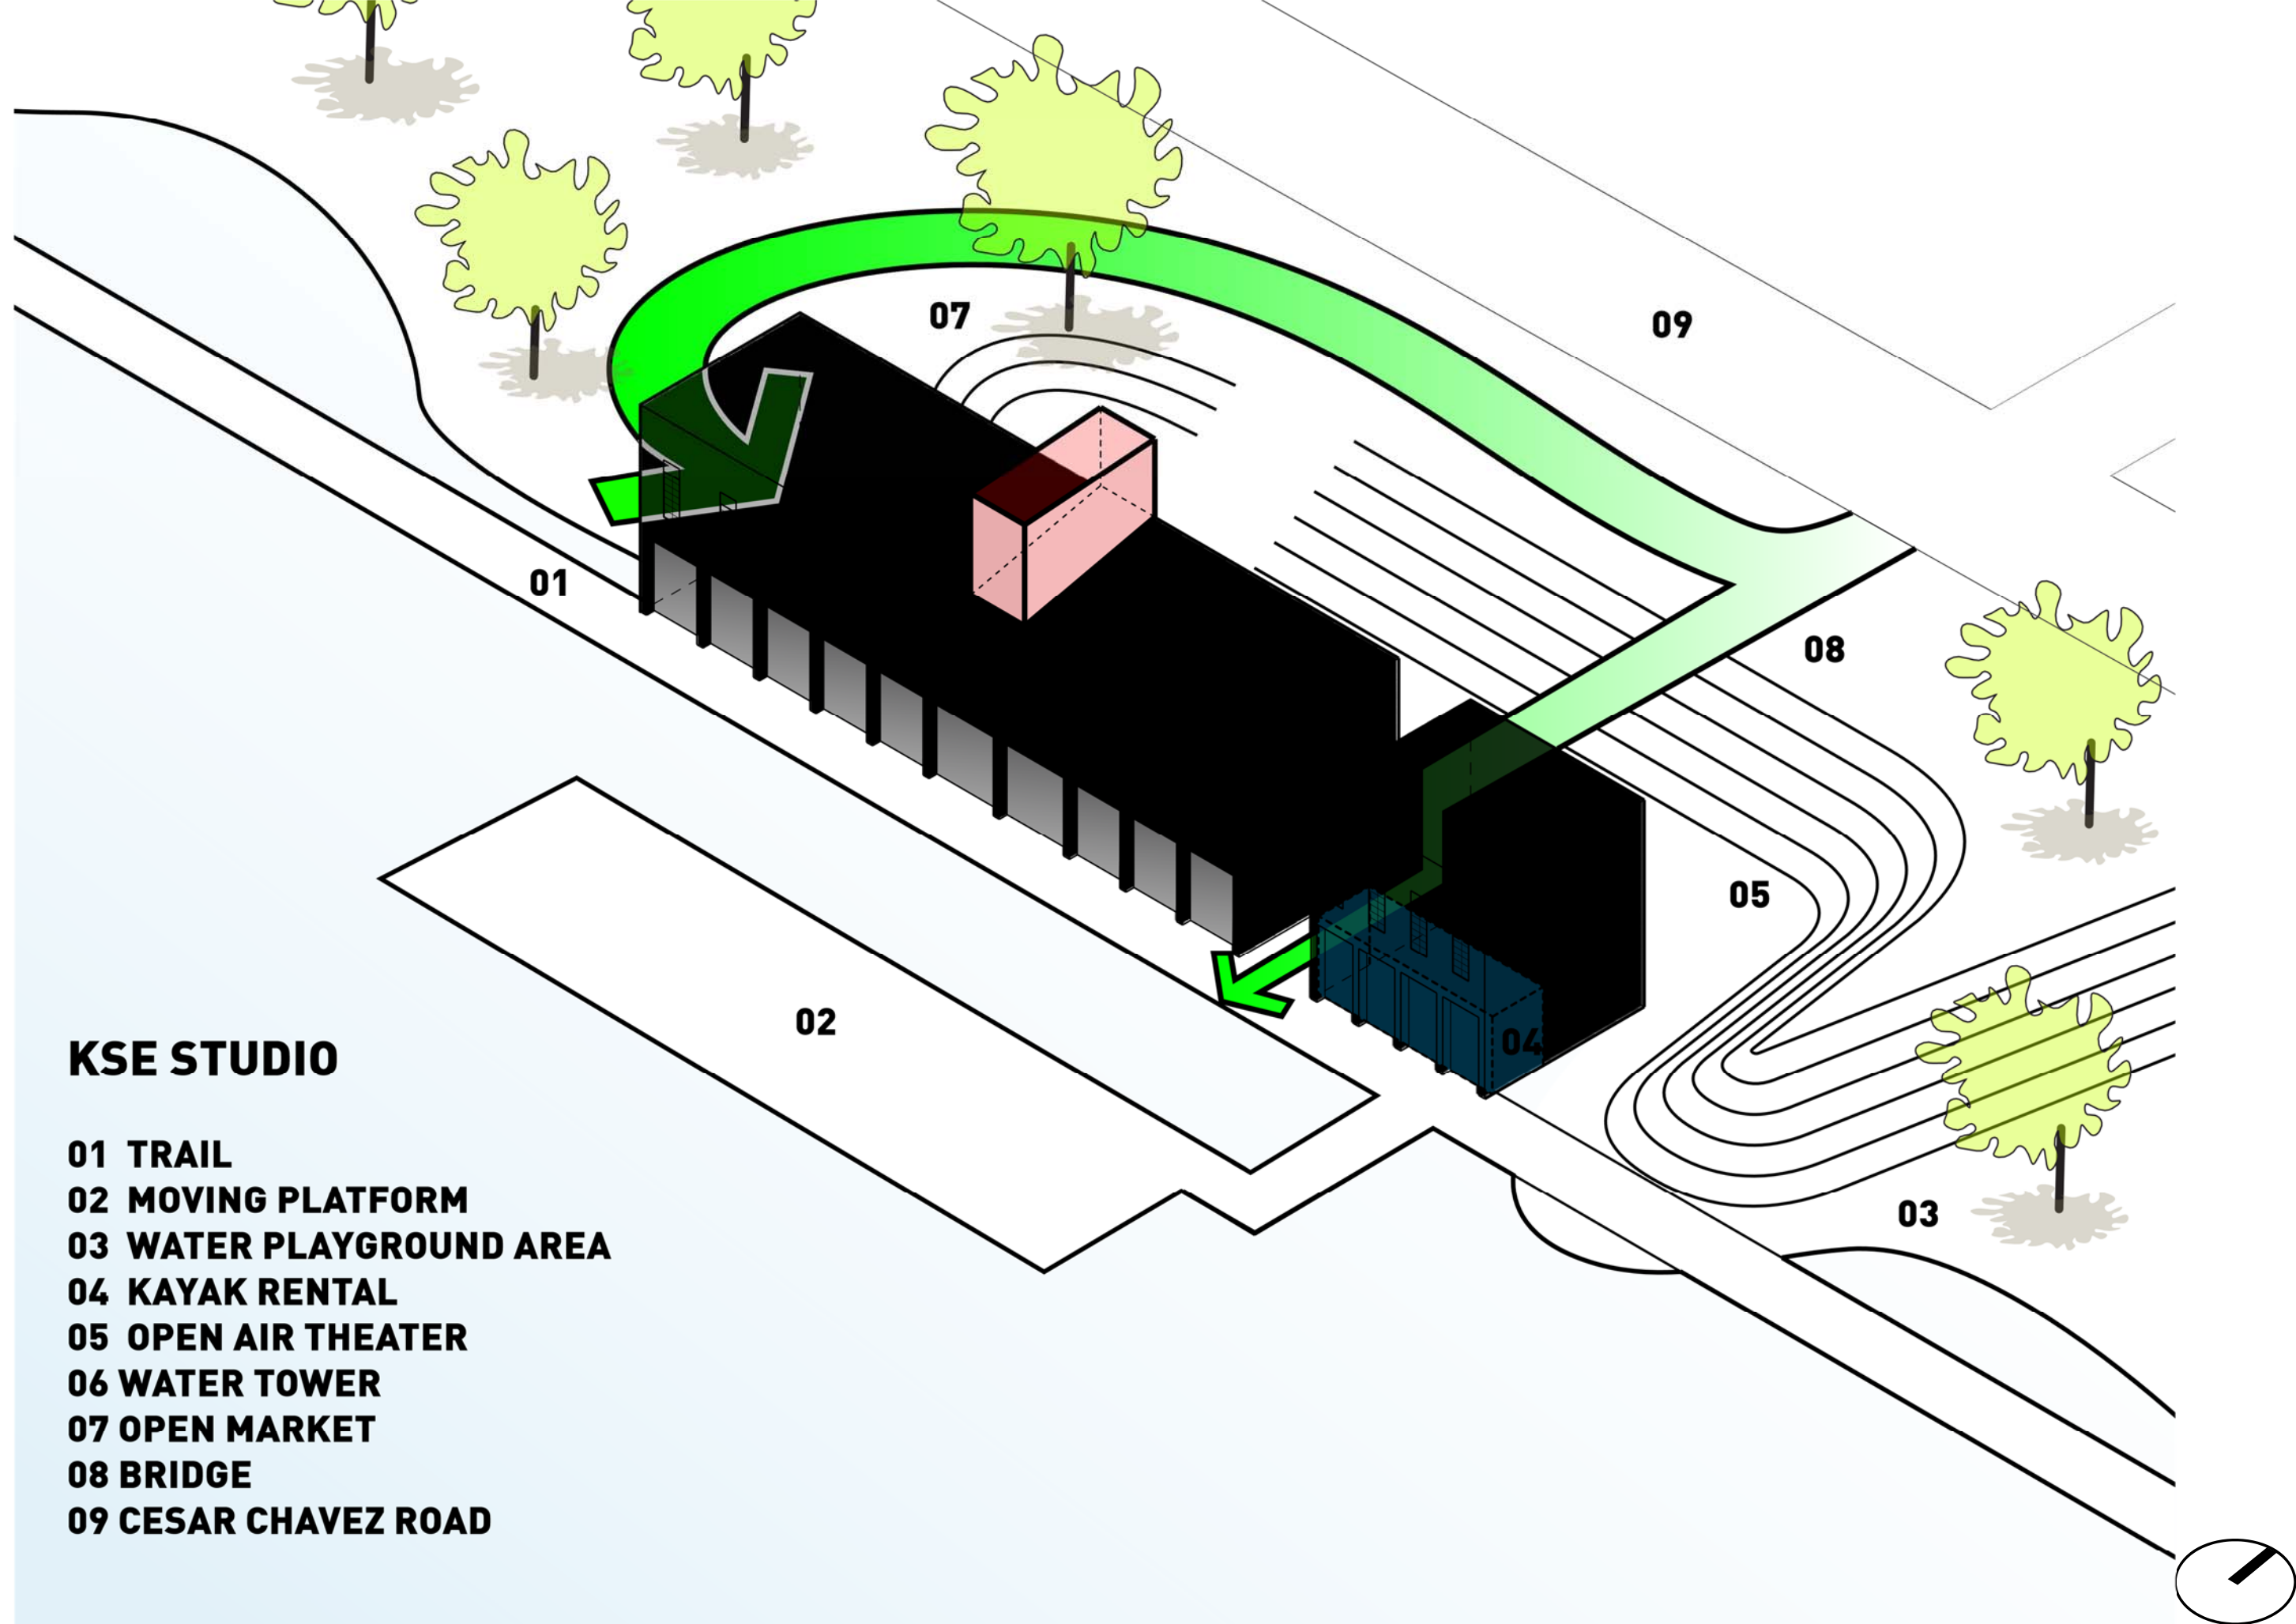 07
09
01
08
05
02
04
03
KSE STUDIO
01 TRAIL
02 MOVING PLATFORM
03 WATER PLAYGROUND AREA
04 KAYAK RENTAL
05 OPEN AIR THEATER
06 WATER TOWER
07 OPEN MARKET
08 BRIDGE
09 CESAR CHAVEZ ROAD